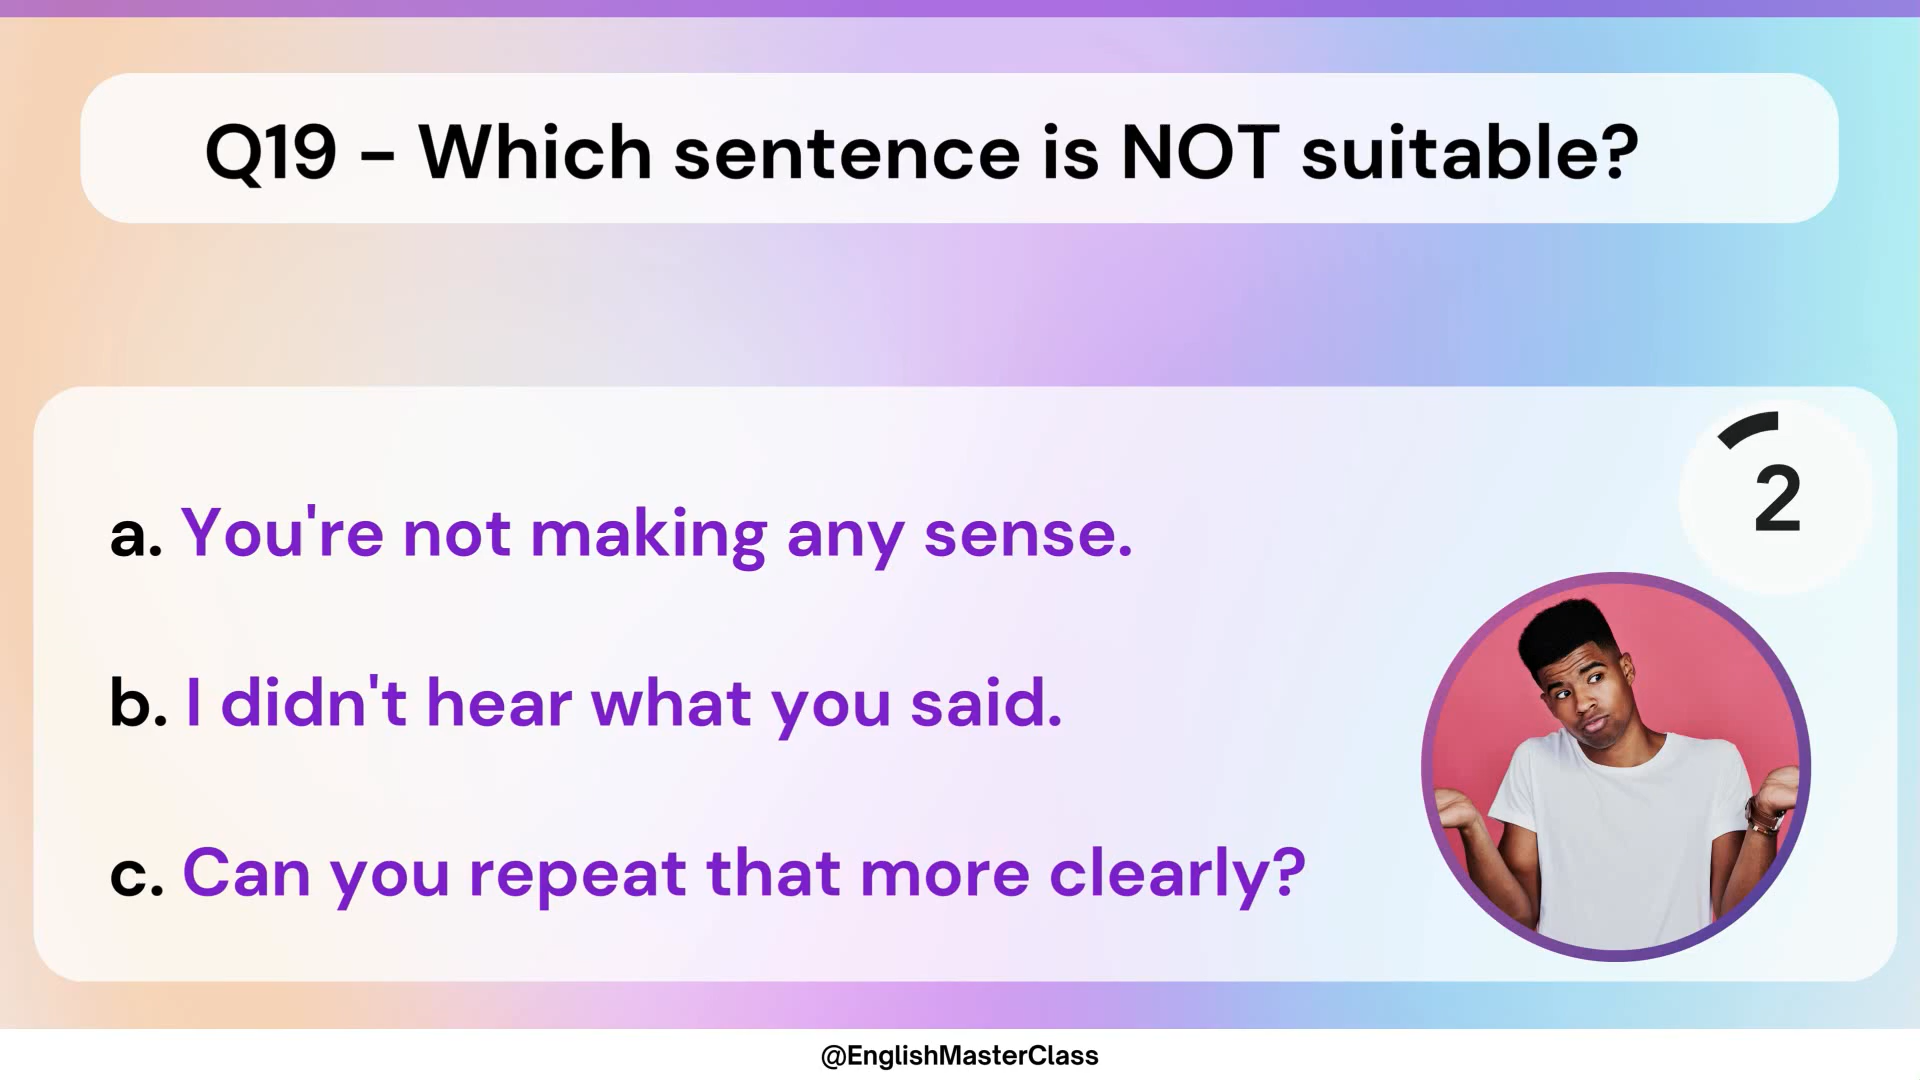 Q19 – Which sentence is NOT suitable?
2
a. You're not making any sense.
b. I didn't hear what you said.
c. Can you repeat that more clearly?
@EnglishMasterClass